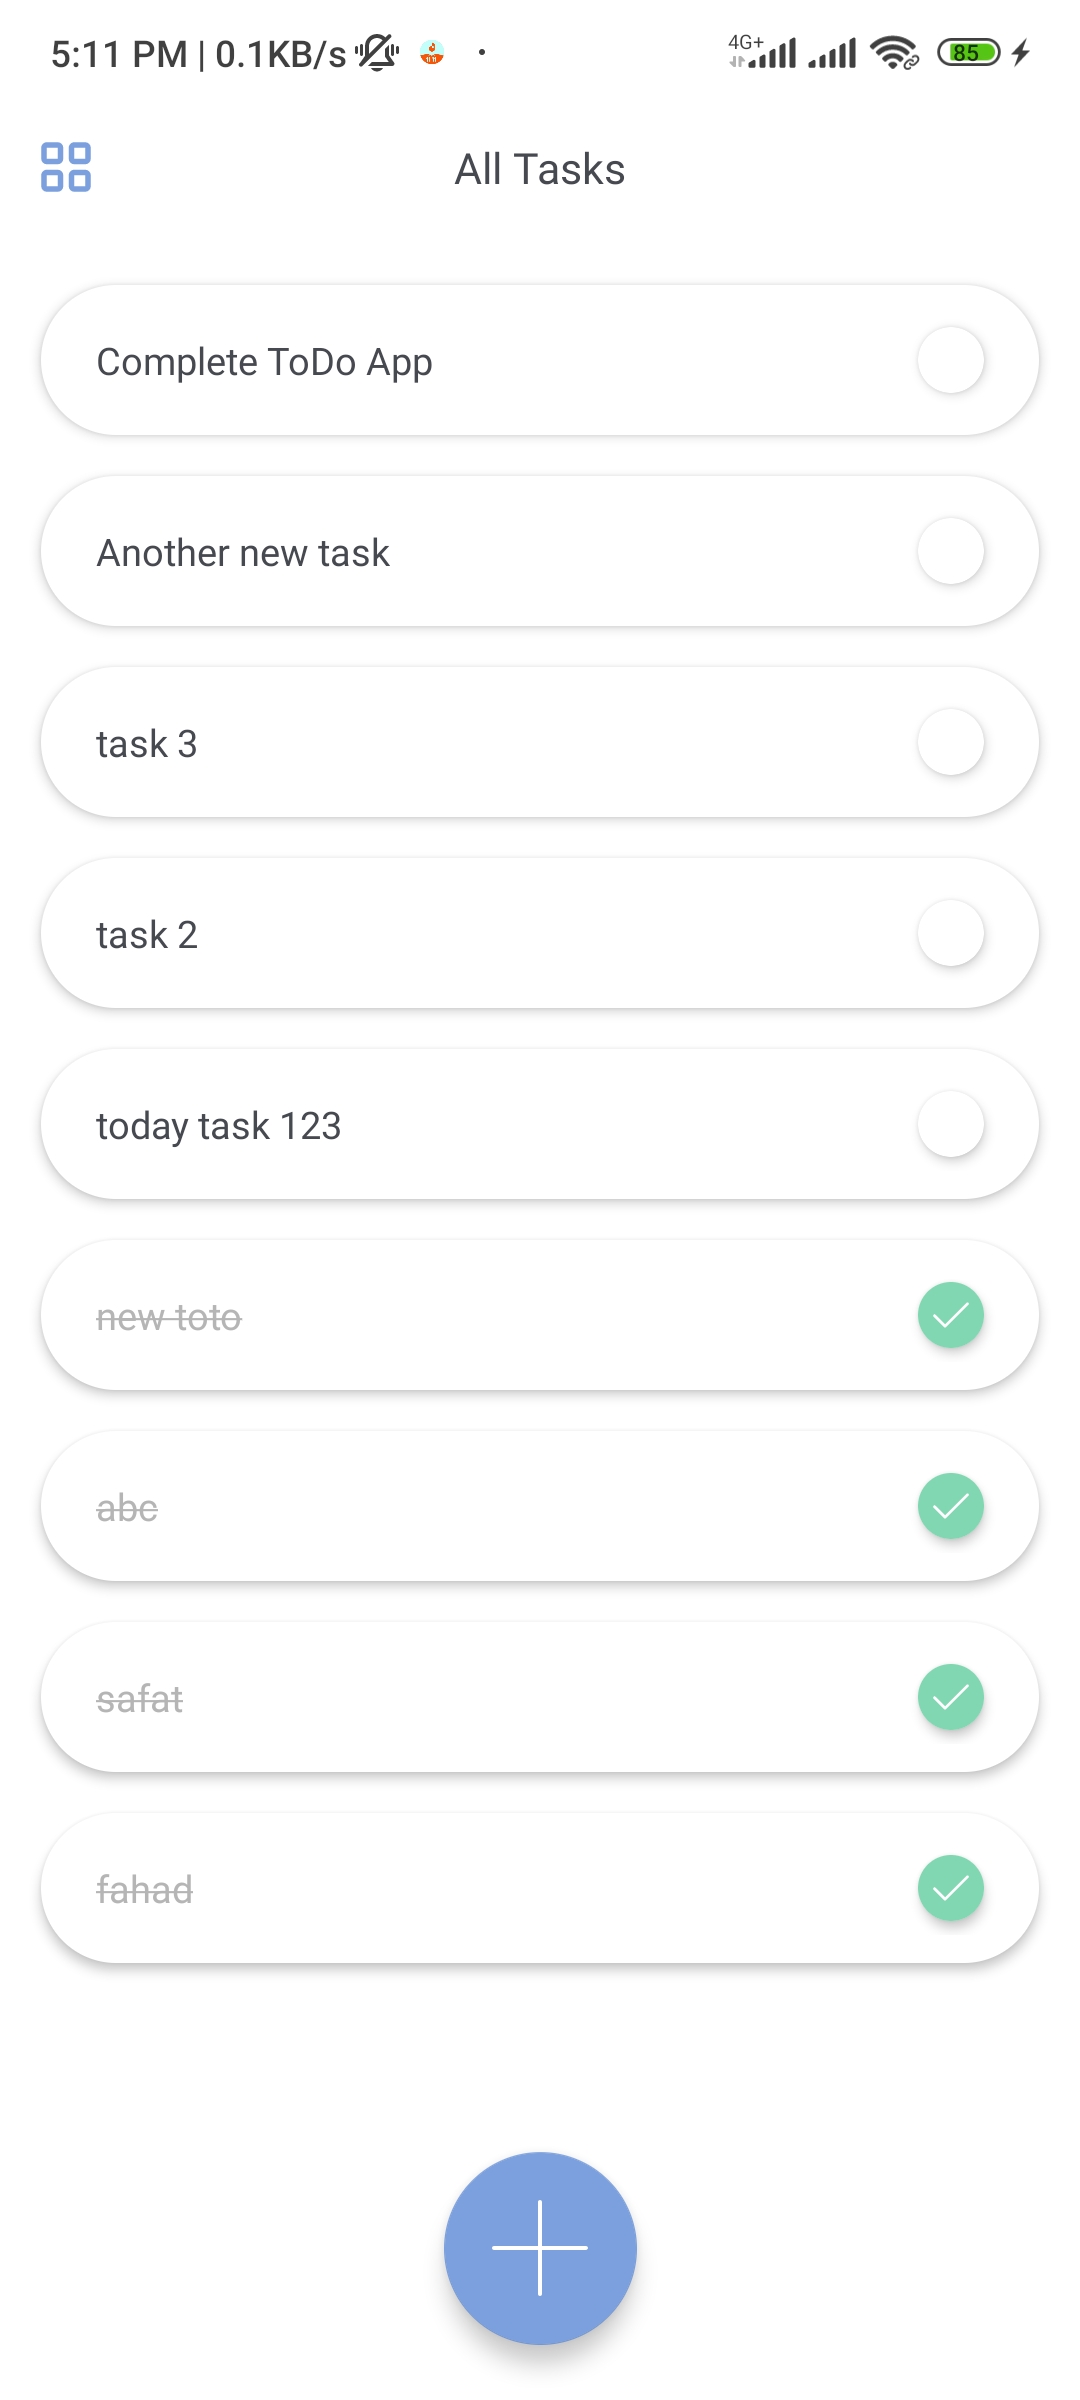 5:11 PM | 0.1KB/s 4G+ 85
All Tasks
Complete ToDo App
Another new task
task 3
task 2
today task 123
new toto
abc
safat
fahad